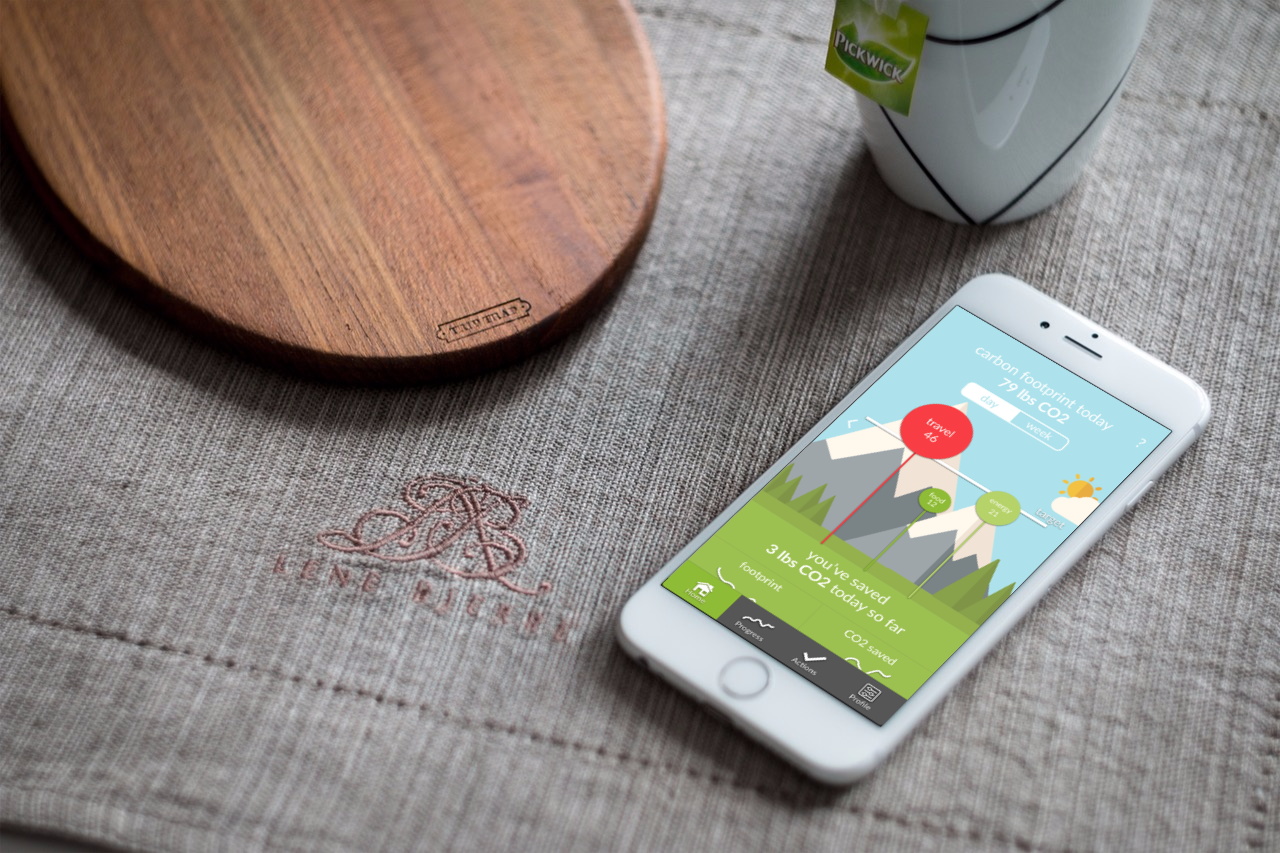 PICKWICK
carbon footprint today
79 lbs CO2
day
week
?
travel
46
food
12
energy
21
target
you've saved
3 lbs CO2 today so far
footprint
CO2 saved
Home
Progress
Actions
Profile
LENE BJERRE